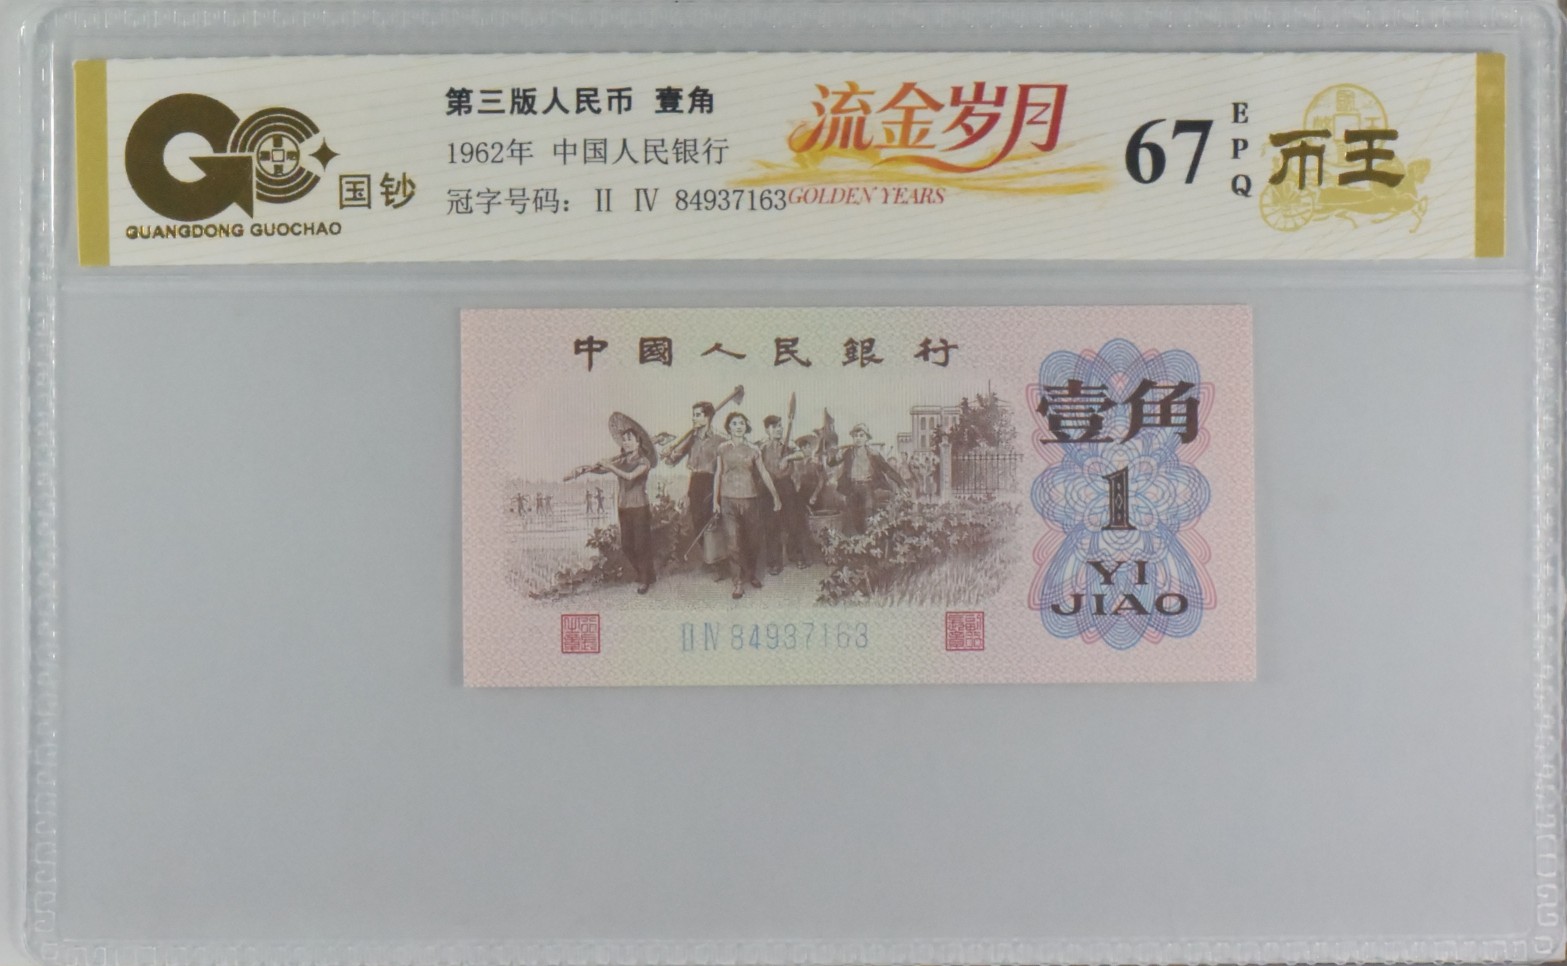 国钞
GUANGDONG GUOCHAO
第三版人民币 壹角
1962年 中国人民银行
冠字号码： II IV 84937163
流金岁月
GOLDEN YEARS
67
EPQ
币王
中國人民銀行
壹角
1
YI
JIAO
II IV 84937163